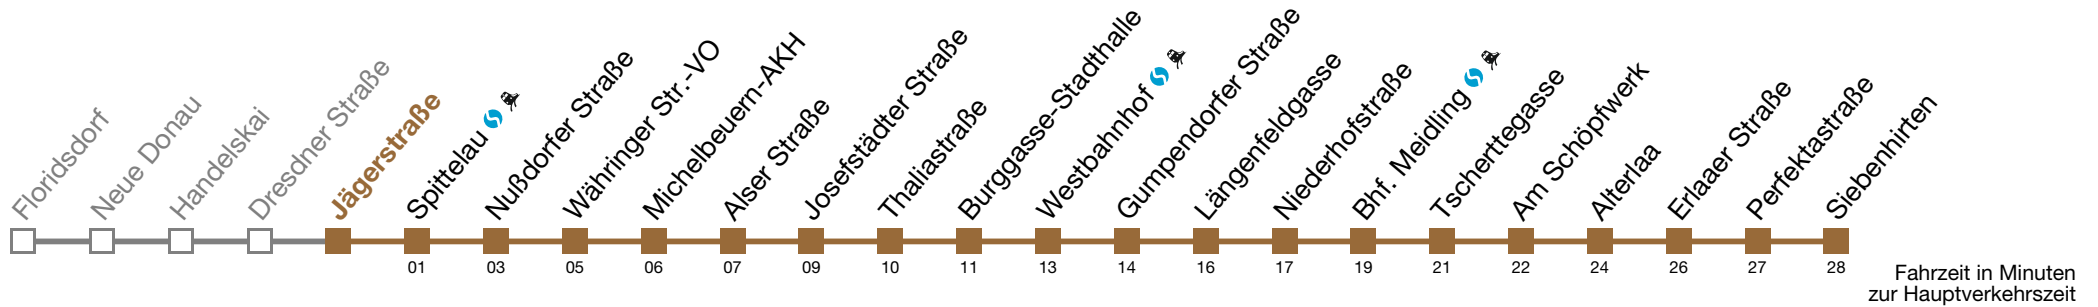 Floridsdorf
Neue Donau
Handelskai
Dresdner Straße
Jägerstraße
Spittelau
Nußdorfer Straße
Währinger Str.-VO
Michelbeuern-AKH
Alser Straße
Josefstädter Straße
Thaliastraße
Burggasse-Stadthalle
Westbahnhof
Gumpendorfer Straße
Längenfeldgasse
Niederhofstraße
Bhf. Meidling
Tscherttegasse
Am Schöpfwerk
Alterlaa
Erlaaer Straße
Perfektastraße
Siebenhirten
01 03 05 06 07 09 10 11 13 14 16 17 19 21 22 24 26 27 28
Fahrzeit in Minuten
zur Hauptverkehrszeit